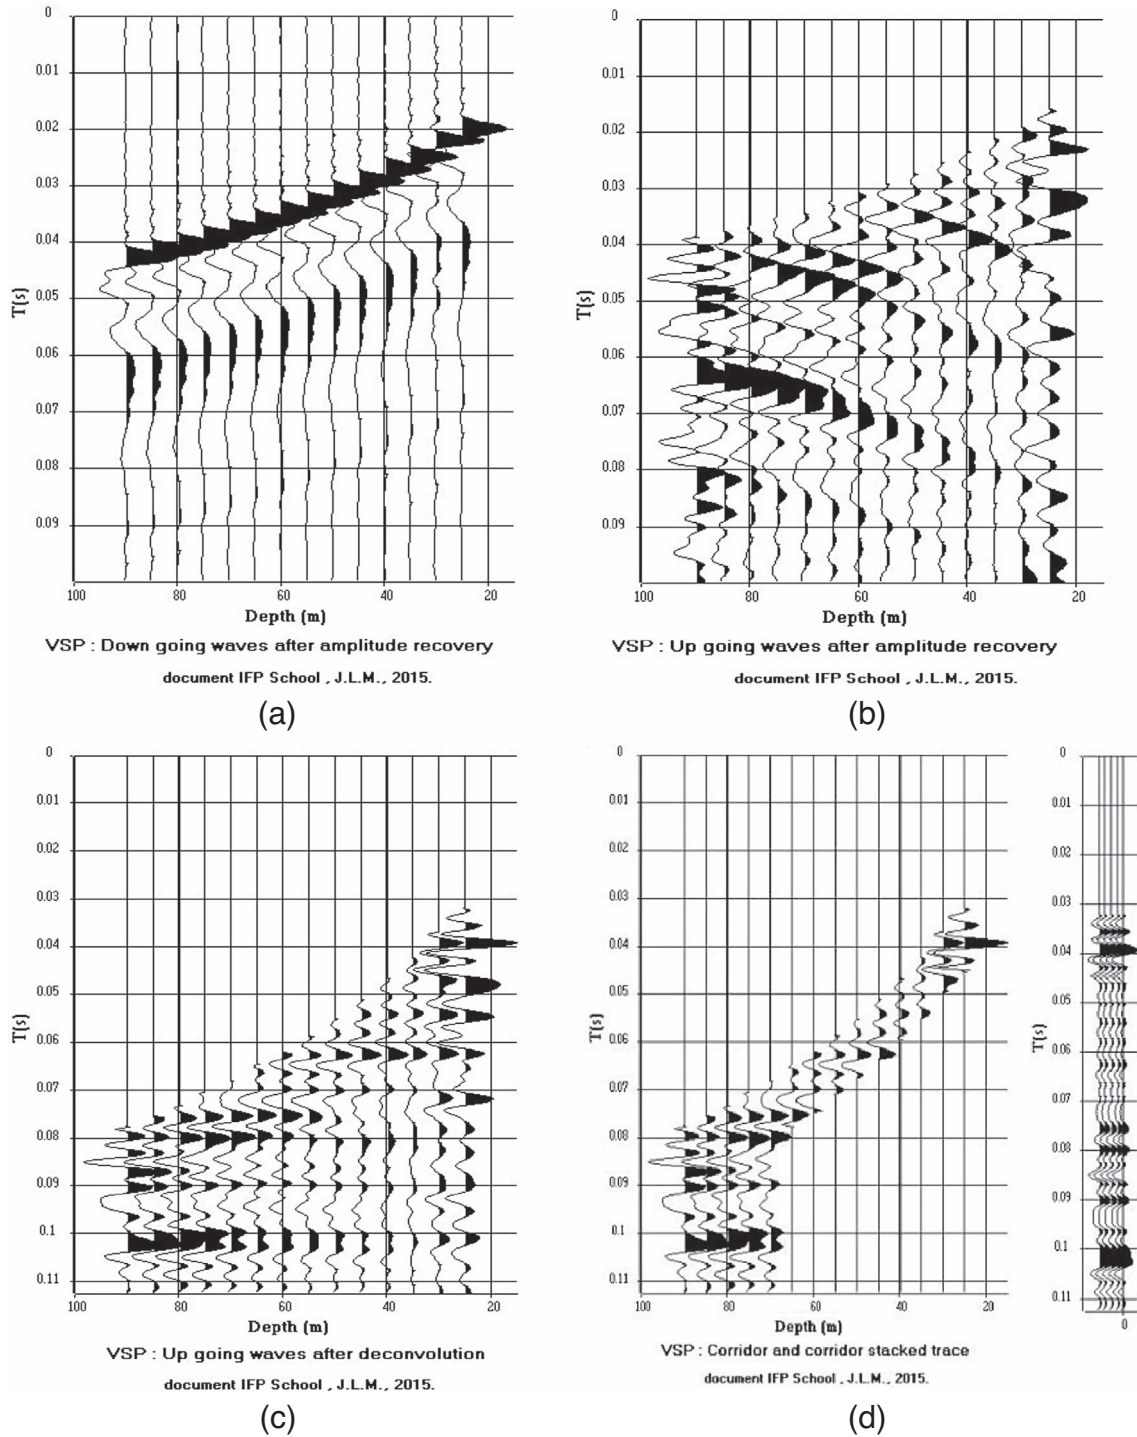 0
0.01
0.02
0.03
0.04
0.05
0.06
0.07
0.08
0.09
T(s)
100 80 60 40 20
Depth (m)
VSP : Down going waves after amplitude recovery
document IFP School , J.L.M., 2015.
(a)
0
0.01
0.02
0.03
0.04
0.05
0.06
0.07
0.08
0.09
T(s)
100 80 60 40 20
Depth (m)
VSP : Up going waves after amplitude recovery
document IFP School , J.L.M., 2015.
(b)
0
0.01
0.02
0.03
0.04
0.05
0.06
0.07
0.08
0.09
0.1
0.11
T(s)
100 80 60 40 20
Depth (m)
VSP : Up going waves after deconvolution
document IFP School , J.L.M., 2015.
(c)
0
0.01
0.02
0.03
0.04
0.05
0.06
0.07
0.08
0.09
0.1
0.11
T(s)
100 80 60 40 20
Depth (m)
0
0.01
0.02
0.03
0.04
0.05
0.06
0.07
0.08
0.09
0.1
0.11
T(s)
0
VSP : Corridor and corridor stacked trace
document IFP School , J.L.M., 2015.
(d)